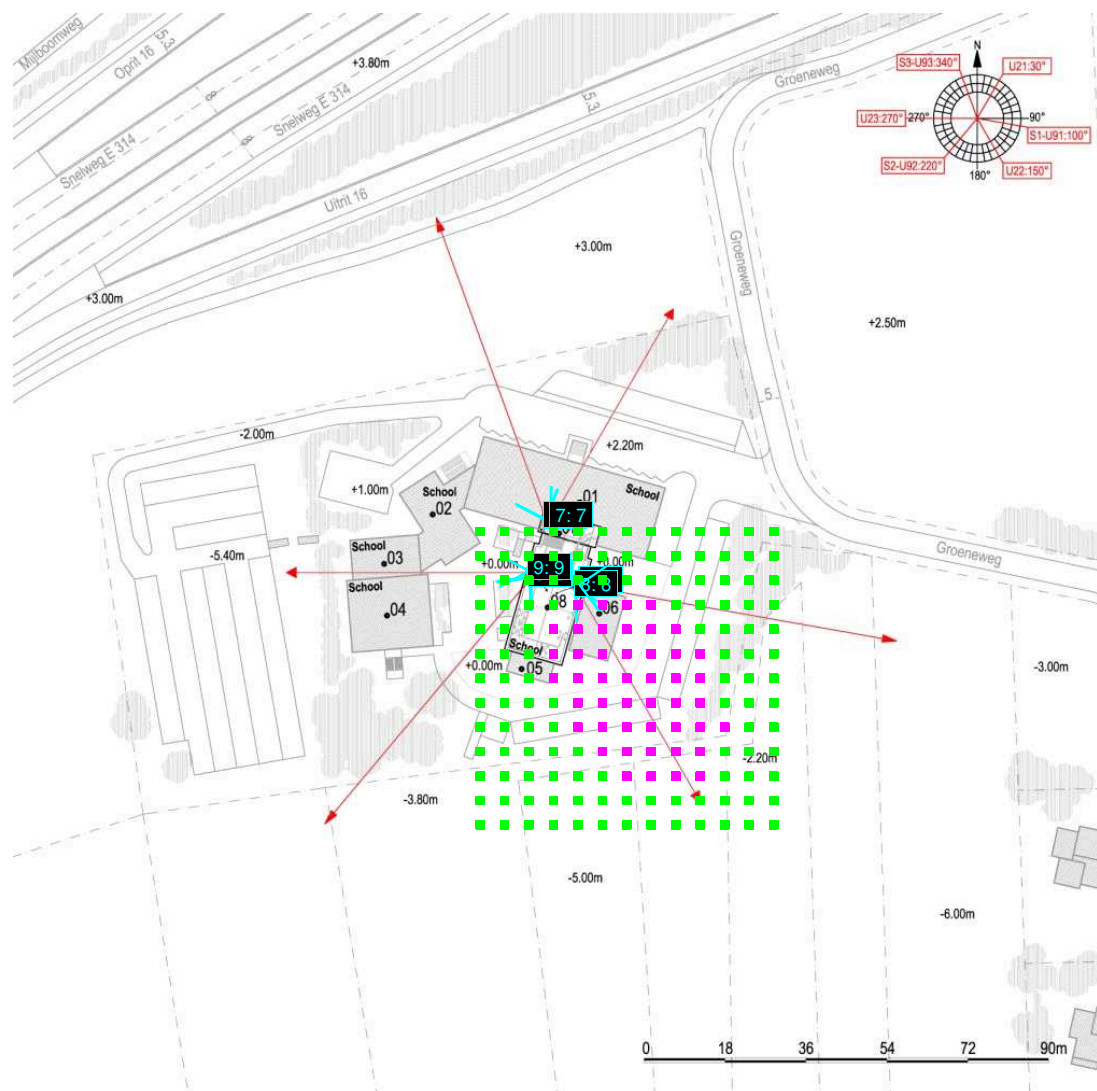 Mijlboomweg
Oprit 16
5.3
+3.80m
8
Snelweg E 314
8
Snelweg E 314
5.3
Groeneweg
N
S3-U93:340°
U21:30°
U23:270°
270°
90°
S1-U91:100°
S2-U92:220°
180°
U22:150°
Uitrit 16
+3.00m
Groeneweg
+3.00m
+2.50m
5
-2.00m
+2.20m
+1.00m
School
02
01
School
7: 7
School
03
-5.40m
+0.00m
9: 9
+0.00m
8: 8
Groeneweg
School
04
08
06
School
05
+0.00m
-3.00m
-2.20m
-3.80m
-5.00m
-6.00m
0 18 36 54 72 90m